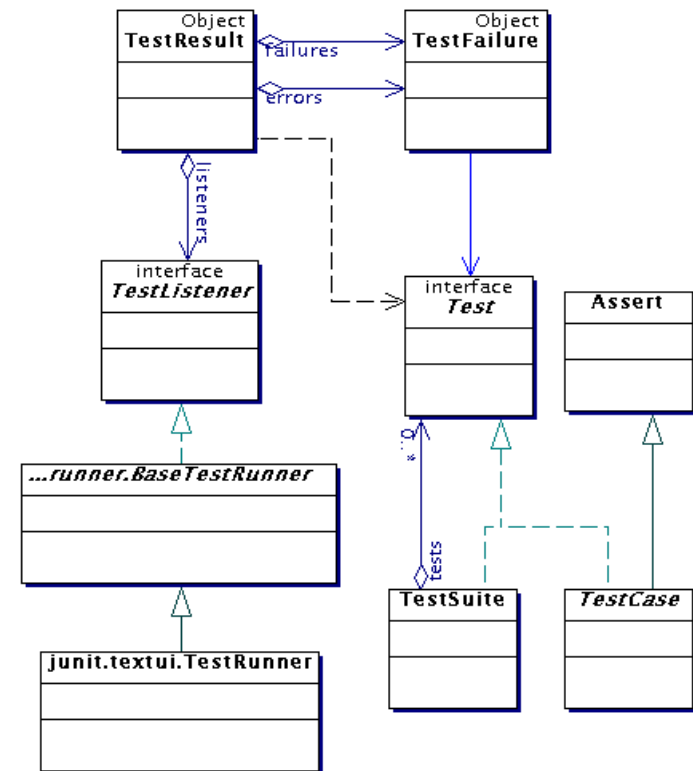 Object
TestResult
Object
TestFailure
failures
errors
listeners
interface
TestListener
interface
Test
Assert
0..*
...runner.BaseTestRunner
tests
TestSuite
TestCase
junit.textui.TestRunner